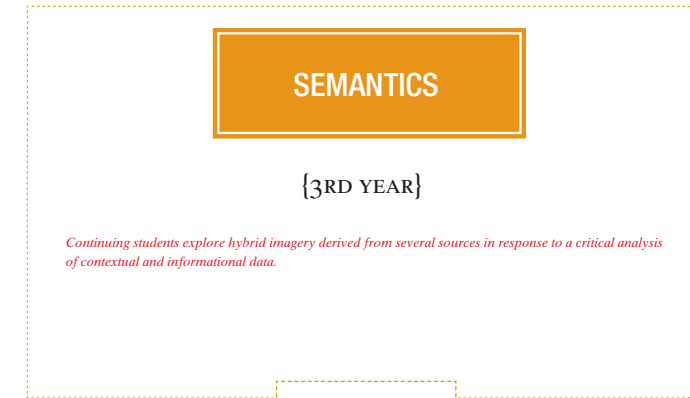 SEMANTICS
{3RD YEAR}
Continuing students explore hybrid imagery derived from several sources in response to a critical analysis
of contextual and informational data.